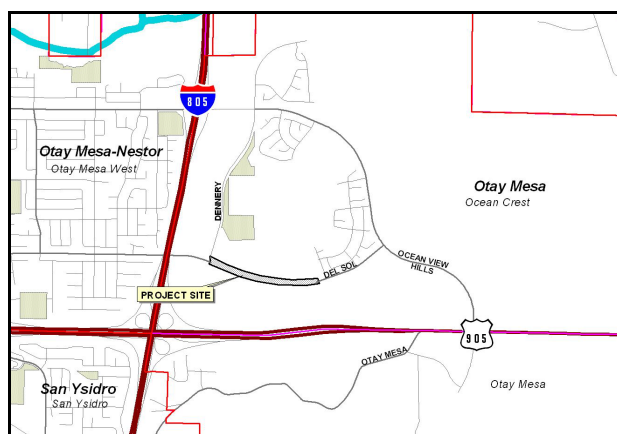 805
Otay Mesa-Nestor
Otay Mesa West
DENNERY
Otay Mesa
Ocean Crest
OCEAN VIEW
HILLS
DEL SOL
PROJECT SITE
905
OTAY MESA
San Ysidro
San Ysidro
Otay Mesa